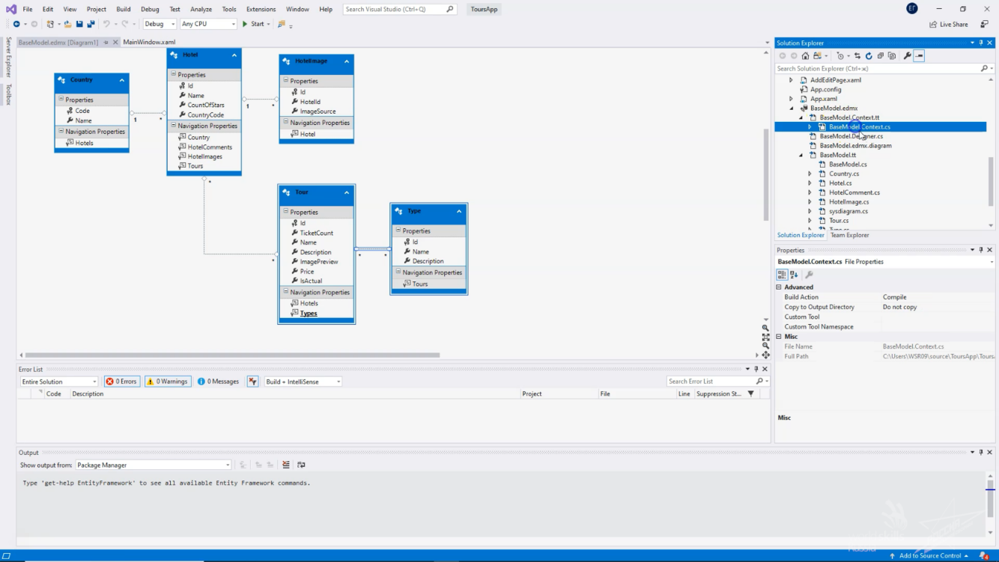 File Edit View Project Build Debug Test Analyze Tools Extensions Window Help Search Visual Studio (Ctrl+Q) ToursApp ЕГ
Debug Any CPU Start Live Share
Server Explorer
Toolbox
BaseModel.edmx [Diagram1] MainWindow.xaml
Country
Properties
Code
Name
Navigation Properties
Hotels
1 *
Hotel
Properties
Id
Name
CountOfStars
CountryCode
Navigation Properties
Country
HotelComments
HotelImages
Tours
*
1 *
HotelImage
Properties
Id
HotelId
ImageSource
Navigation Properties
Hotel
Tour
Properties
Id
TicketCount
Name
Description
ImagePreview
Price
IsActual
Navigation Properties
Hotels
Types
*
* *
Type
Properties
Id
Name
Description
Navigation Properties
Tours
Solution Explorer
Search Solution Explorer (Ctrl+ж)
AddEditPage.xaml
App.config
App.xaml
BaseModel.edmx
BaseModel.Context.tt
BaseModel.Context.cs
BaseModel.Designer.cs
BaseModel.edmx.diagram
BaseModel.tt
BaseModel.cs
Country.cs
Hotel.cs
HotelComment.cs
HotelImage.cs
sysdiagram.cs
Tour.cs
Type.cs
Solution Explorer Team Explorer
Properties
BaseModel.Context.cs File Properties
Advanced
Build Action Compile
Copy to Output Directory Do not copy
Custom Tool
Custom Tool Namespace
Misc
File Name BaseModel.Context.cs
Full Path C:\Users\WSR09\source\ToursApp\Tours
Misc
Error List
Entire Solution 0 Errors 0 Warnings 0 Messages Build + IntelliSense Search Error List
Code Description Project File Line Suppression St...
Output
Show output from: Package Manager
Type 'get-help EntityFramework' to see all available Entity Framework commands.
Russia
Add to Source Control 4